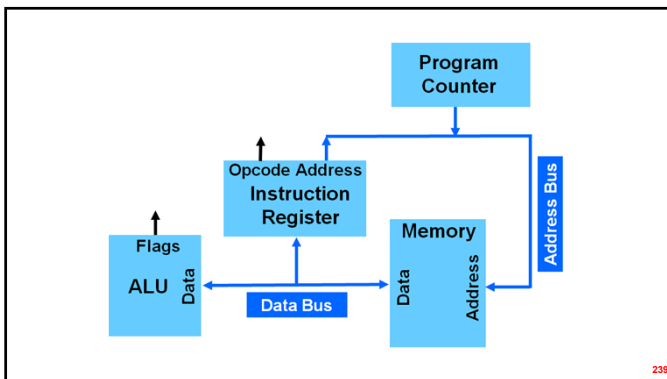 Program
Counter
Opcode Address
Instruction
Register
Address Bus
Flags
ALU
Data
Memory
Data
Address
Data Bus
239